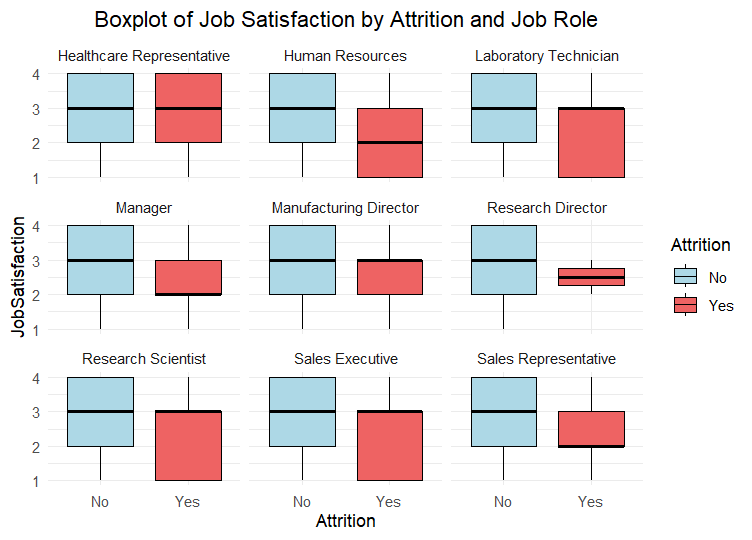 Boxplot of Job Satisfaction by Attrition and Job Role
Healthcare Representative Human Resources Laboratory Technician
4
3
2
1
Manager Manufacturing Director Research Director
4
3
2
1
Research Scientist Sales Executive Sales Representative
4
3
2
1
No Yes No Yes No Yes
Attrition
JobSatisfaction
Attrition
No
Yes